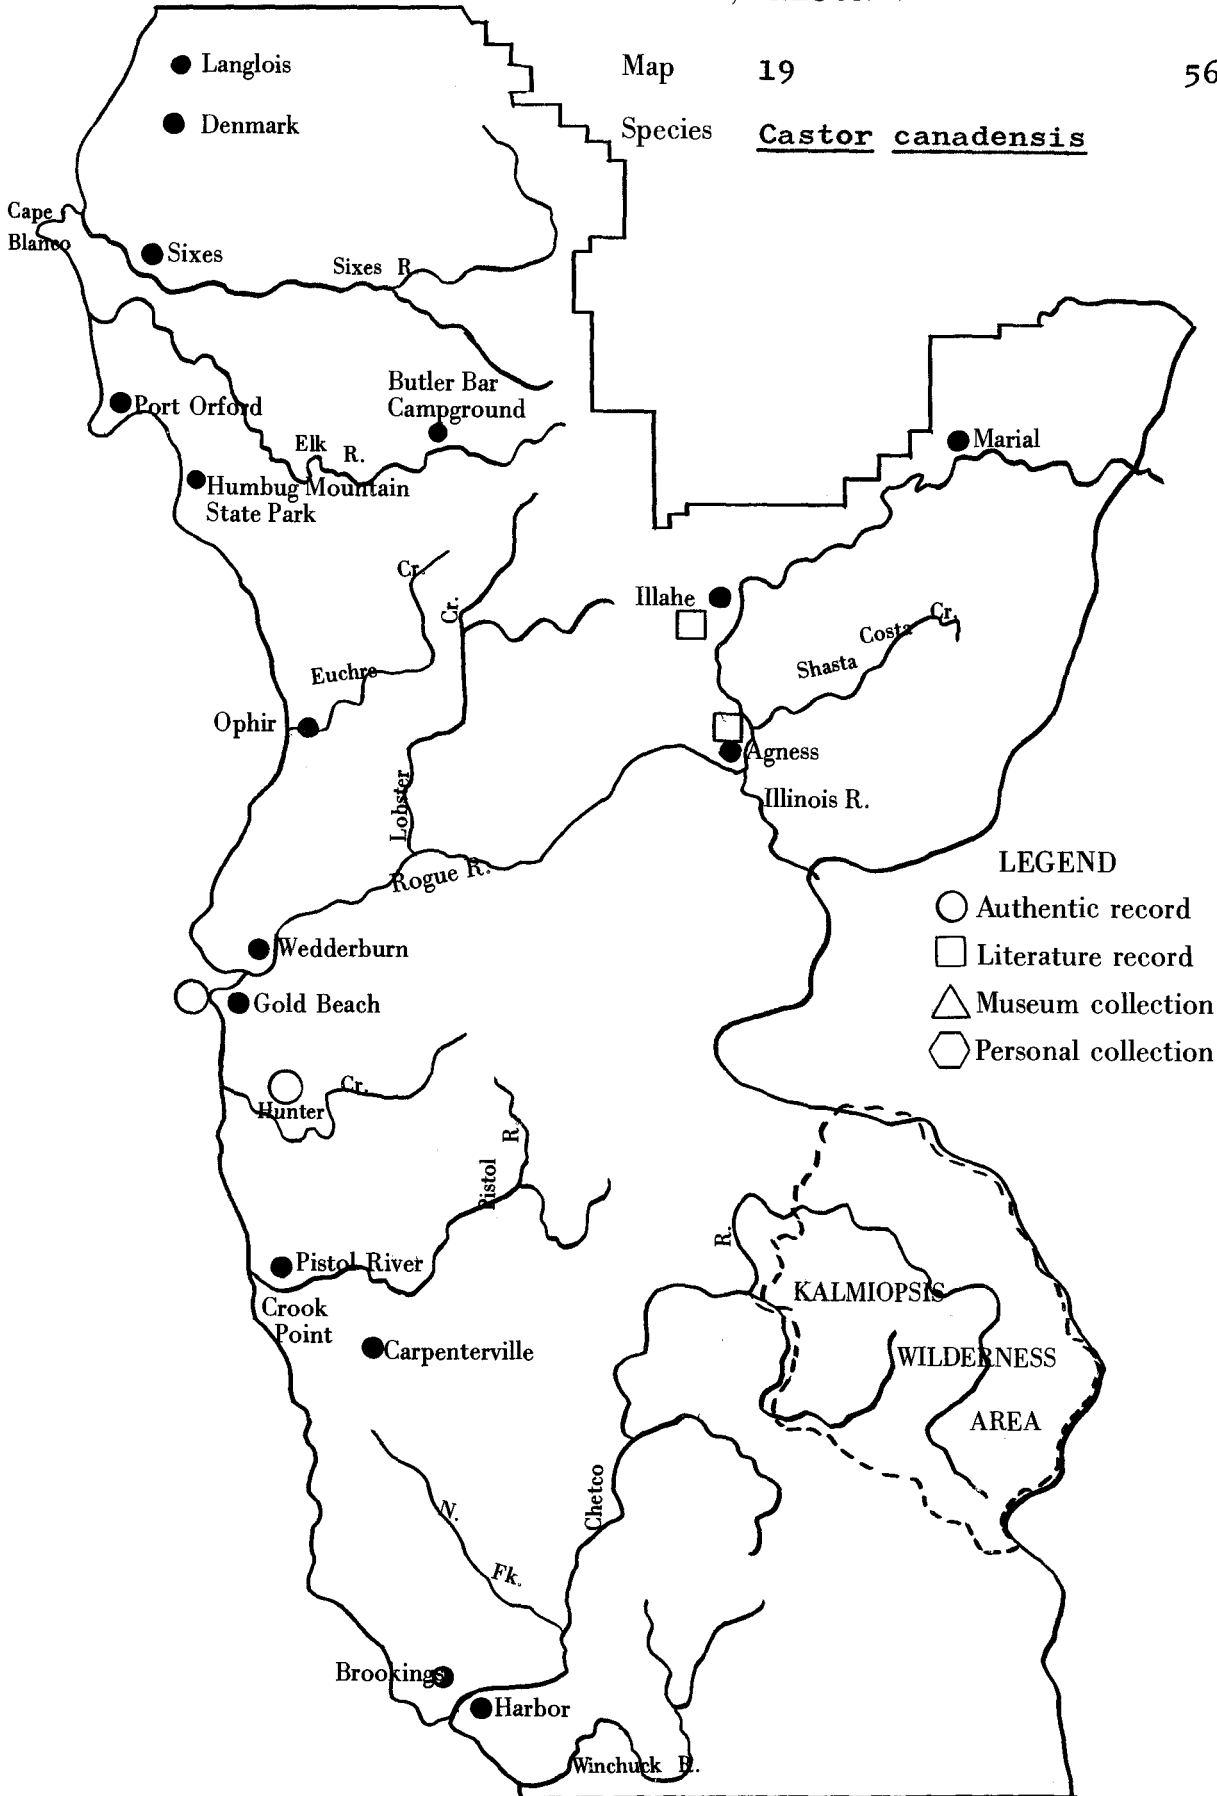 Map 19 56
Species Castor canadensis
Langlois
Denmark
Cape
Blanco
Sixes
Sixes R
Butler Bar
Campground
Port Orford
Elk R.
Marial
Humbug Mountain
State Park
Cr.
Cr.
Illahe
Cr.
Costa
Shasta
Euchre
Ophir
Agness
Lobster
Illinois R.
Rogue R.
LEGEND
Authentic record
Literature record
Museum collection
Personal collection
Wedderburn
Gold Beach
Cr.
Hunter
R.
Pistol
R.
Pistol River
KALMIOPSIS
Crook
Point
Carpenterville
WILDERNESS
AREA
Chetco
N.
Fk.
Brookings
Harbor
Winchuck R.